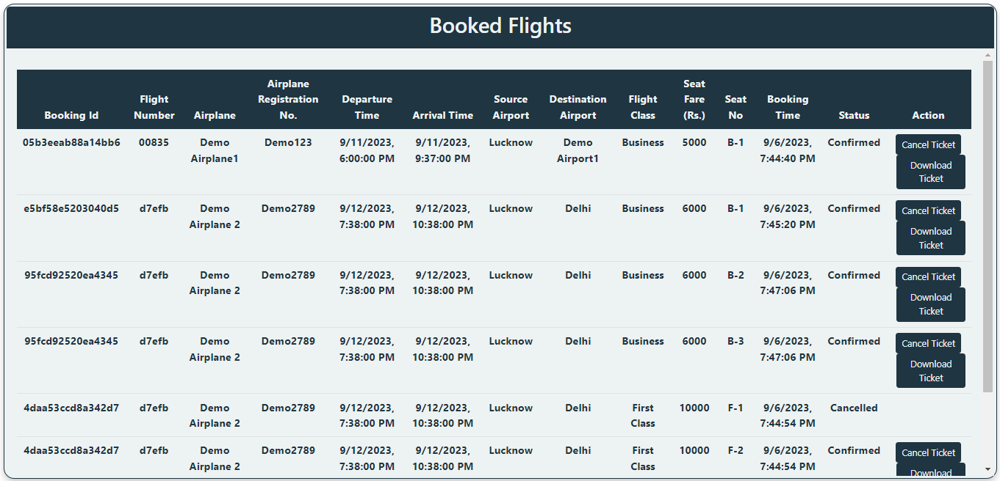 Booked Flights
Airplane Seat
Flight Registration Departure Source Destination Flight Fare Seat Booking
Booking Id Number Airplane No. Time Arrival Time Airport Airport Class (Rs.) No Time Status Action
05b3eeab88a14bb6 00835 Demo Demo123 9/11/2023, 9/11/2023, Lucknow Demo Business 5000 B-1 9/6/2023, Confirmed Cancel Ticket
Airplane1 6:00:00 PM 9:37:00 PM Airport1 7:44:40 PM Download
Ticket
e5bf58e5203040d5 d7efb Demo Demo2789 9/12/2023, 9/12/2023, Lucknow Delhi Business 6000 B-1 9/6/2023, Confirmed Cancel Ticket
Airplane 2 7:38:00 PM 10:38:00 PM 7:45:20 PM Download
Ticket
95fcd92520ea4345 d7efb Demo Demo2789 9/12/2023, 9/12/2023, Lucknow Delhi Business 6000 B-2 9/6/2023, Confirmed Cancel Ticket
Airplane 2 7:38:00 PM 10:38:00 PM 7:47:06 PM Download
Ticket
95fcd92520ea4345 d7efb Demo Demo2789 9/12/2023, 9/12/2023, Lucknow Delhi Business 6000 B-3 9/6/2023, Confirmed Cancel Ticket
Airplane 2 7:38:00 PM 10:38:00 PM 7:47:06 PM Download
Ticket
4daa53ccd8a342d7 d7efb Demo Demo2789 9/12/2023, 9/12/2023, Lucknow Delhi First 10000 F-1 9/6/2023, Cancelled
Airplane 2 7:38:00 PM 10:38:00 PM Class 7:44:54 PM
4daa53ccd8a342d7 d7efb Demo Demo2789 9/12/2023, 9/12/2023, Lucknow Delhi First 10000 F-2 9/6/2023, Confirmed Cancel Ticket
Airplane 2 7:38:00 PM 10:38:00 PM Class 7:44:54 PM Download